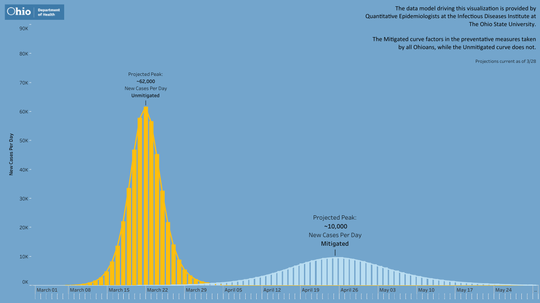 Ohio Department
of Health
The data model driving this visualization is provided by
Quantitative Epidemiologists at the Infectious Diseases Institute at
The Ohio State University.
The Mitigated curve factors in the preventative measures taken
by all Ohioans, while the Unmitigated curve does not.
Projections current as of 3/26
90K
80K
70K
60K
50K
40K
30K
20K
10K
0K
New Cases Per Day
Projected Peak:
~62,000
New Cases Per Day
Unmitigated
Projected Peak:
~10,000
New Cases Per Day
Mitigated
March 01 March 08 March 15 March 22 March 29 April 05 April 12 April 19 April 26 May 03 May 10 May 17 May 24